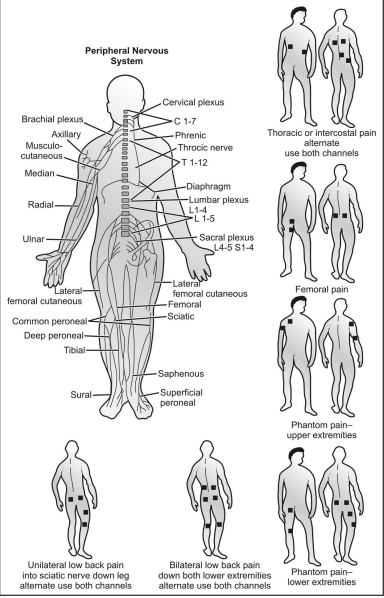 Peripheral Nervous
System
Cervical plexus
C 1-7
Phrenic
Throcic nerve
T 1-12
Diaphragm
Lumbar plexus
L1-4
L 1-5
Sacral plexus
L4-5 S1-4
Lateral
femoral cutaneous
Femoral
Sciatic
Saphenous
Superficial
peroneal
Brachial plexus
Axillary
Musculo-
cutaneous
Median
Radial
Ulnar
Lateral
femoral cutaneous
Common peroneal
Deep peroneal
Tibial
Sural
Thoracic or intercostal pain
alternate
use both channels
Femoral pain
Phantom pain–
upper extremities
Phantom pain–
lower extremities
Unilateral low back pain
into sciatic nerve down leg
alternate use both channels
Bilateral low back pain
down both lower extremities
alternate use both channels